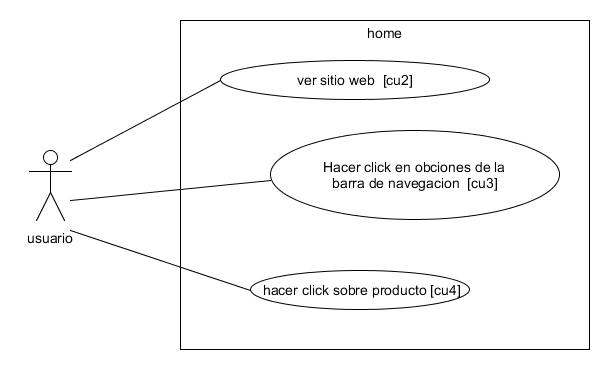 home
ver sitio web  [cu2]
Hacer click en obciones de la
barra de navegacion  [cu3]
usuario
hacer click sobre producto [cu4]